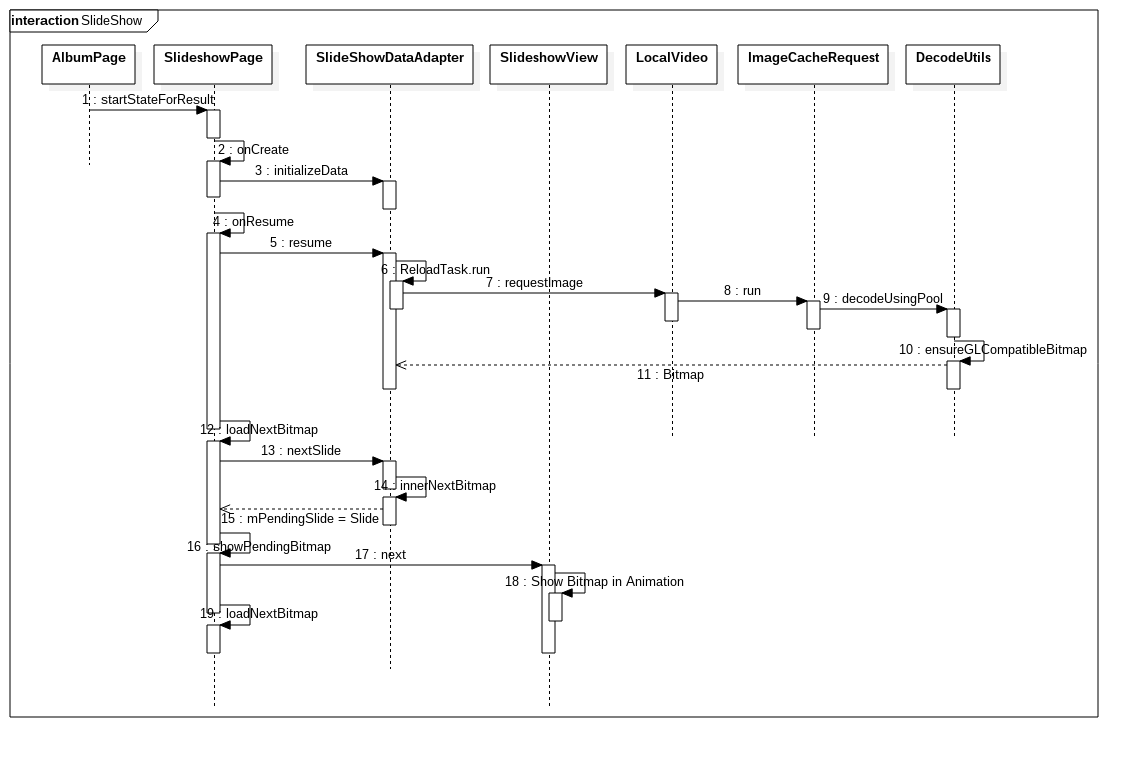 interaction SlideShow
AlbumPage
SlideshowPage
SlideShowDataAdapter
SlideshowView
LocalVideo
ImageCacheRequest
DecodeUtils
1 : startStateForResult
2 : onCreate
3 : initializeData
4 : onResume
5 : resume
6 : ReloadTask.run
7 : requestImage
8 : run
9 : decodeUsingPool
10 : ensureGLCompatibleBitmap
11 : Bitmap
12 : loadNextBitmap
13 : nextSlide
14 : innerNextBitmap
15 : mPendingSlide = Slide
16 : showPendingBitmap
17 : next
18 : Show Bitmap in Animation
19 : loadNextBitmap